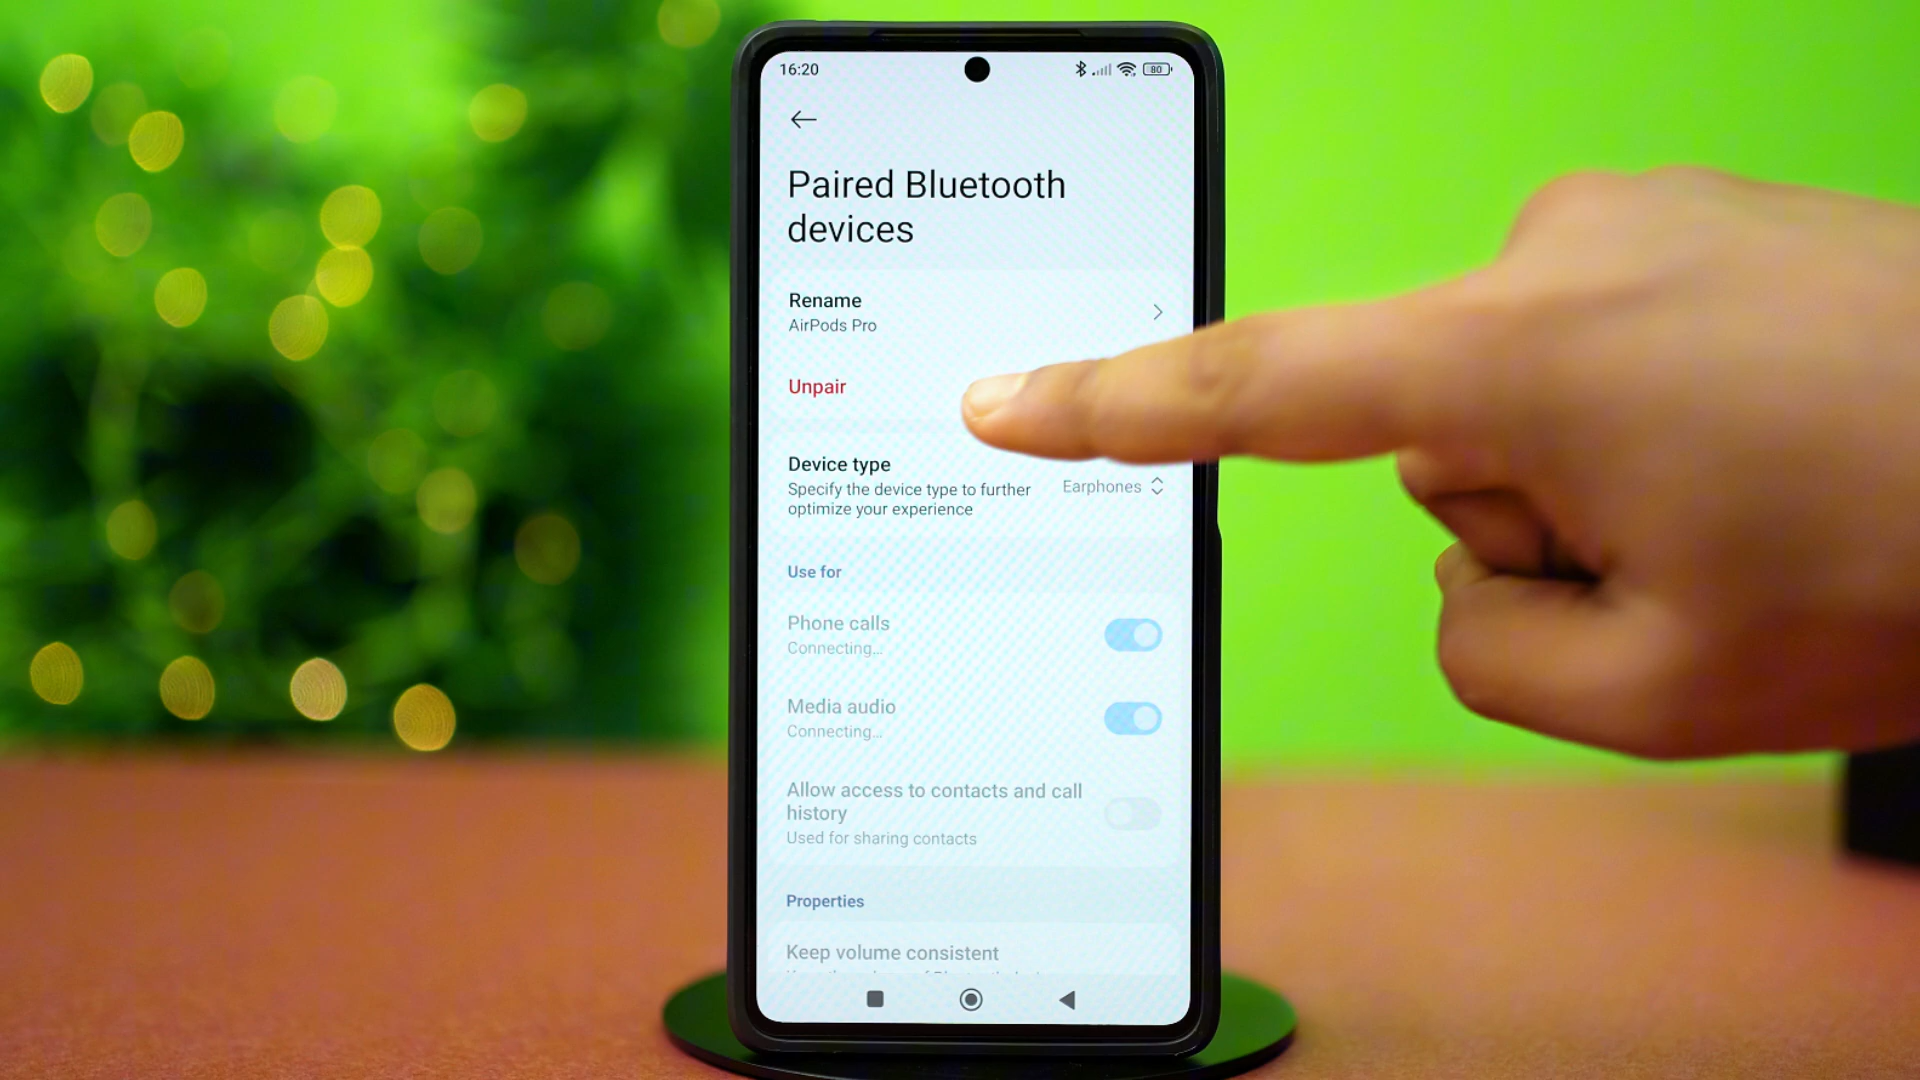 16:20
80
Paired Bluetooth
devices
Rename
AirPods Pro
Unpair
Device type
Specify the device type to further
optimize your experience
Earphones
Use for
Phone calls
Connecting...
Media audio
Connecting...
Allow access to contacts and call
history
Used for sharing contacts
Properties
Keep volume consistent